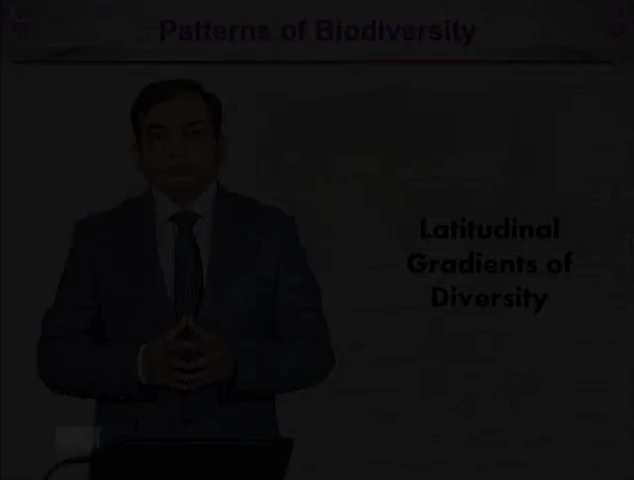 Patterns of Biodiversity
Latitudinal
Gradients of
Diversity